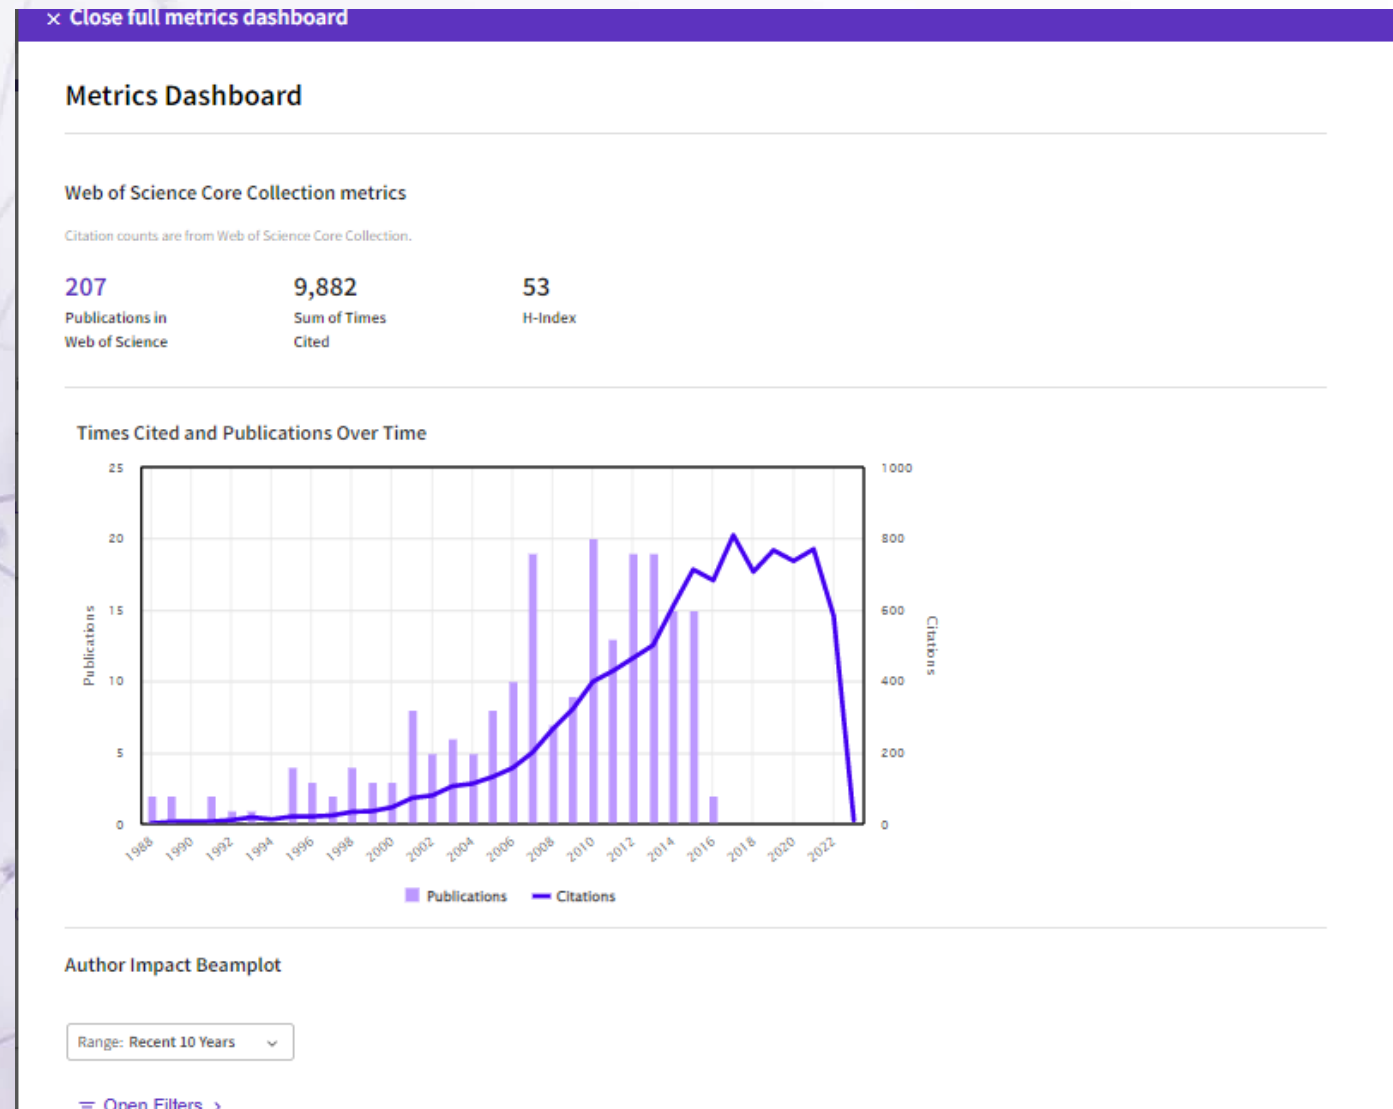 × Close full metrics dashboard
Metrics Dashboard
Web of Science Core Collection metrics
Citation counts are from Web of Science Core Collection.
207
Publications in
Web of Science
9,882
Sum of Times
Cited
53
H-Index
Times Cited and Publications Over Time
25
20
15
10
5
0
Publications
1000
800
600
400
200
0
Citations
1988
1990
1992
1994
1996
1998
2000
2002
2004
2006
2008
2010
2012
2014
2016
2018
2020
2022
Publications
Citations
Author Impact Beamplot
Range: Recent 10 Years
Open Filters